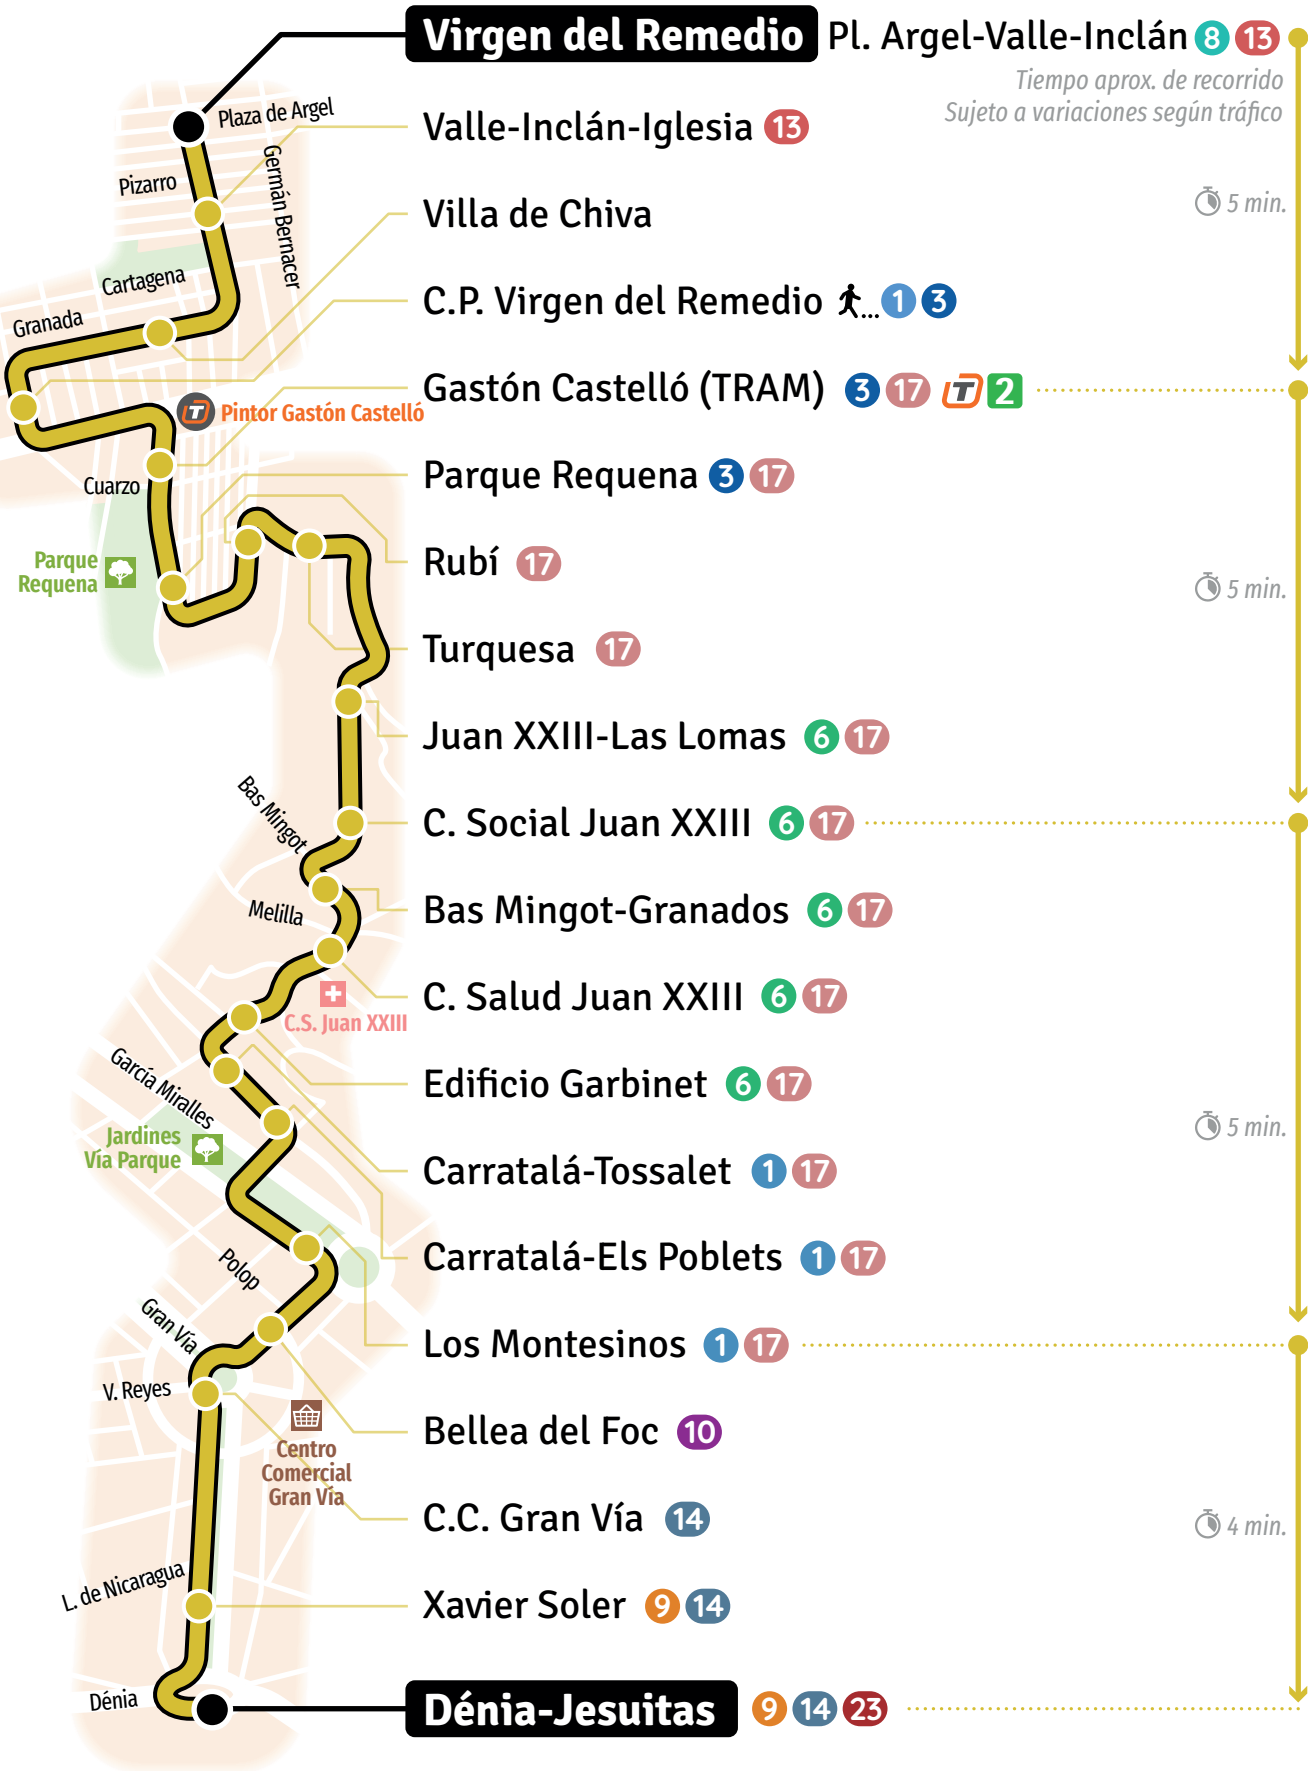 Virgen del Remedio Pl. Argel-Valle-Inclán 8 13
Tiempo aprox. de recorrido
Sujeto a variaciones según tráfico
Plaza de Argel
Valle-Inclán-Iglesia 13
Pizarro
Germán Bernacer
5 min.
Villa de Chiva
Cartagena
C.P. Virgen del Remedio ... 1 3
Granada
Gastón Castelló (TRAM) 3 17 T 2
T Pintor Gastón Castelló
Parque Requena 3 17
Cuarzo
Rubí 17
Parque
Requena
5 min.
Turquesa 17
Juan XXIII-Las Lomas 6 17
Bas Mingot
C. Social Juan XXIII 6 17
Bas Mingot-Granados 6 17
Melilla
C. Salud Juan XXIII 6 17
C.S. Juan XXIII
Edificio Garbinet 6 17
García Miralles
5 min.
Jardines
Vía Parque
Carratalá-Tossalet 1 17
Carratalá-Els Poblets 1 17
Polop
Gran Vía
Los Montesinos 1 17
V. Reyes
Bellea del Foc 10
Centro
Comercial
Gran Vía
C.C. Gran Vía 14
4 min.
L. de Nicaragua
Xavier Soler 9 14
Dénia
Dénia-Jesuitas 9 14 23